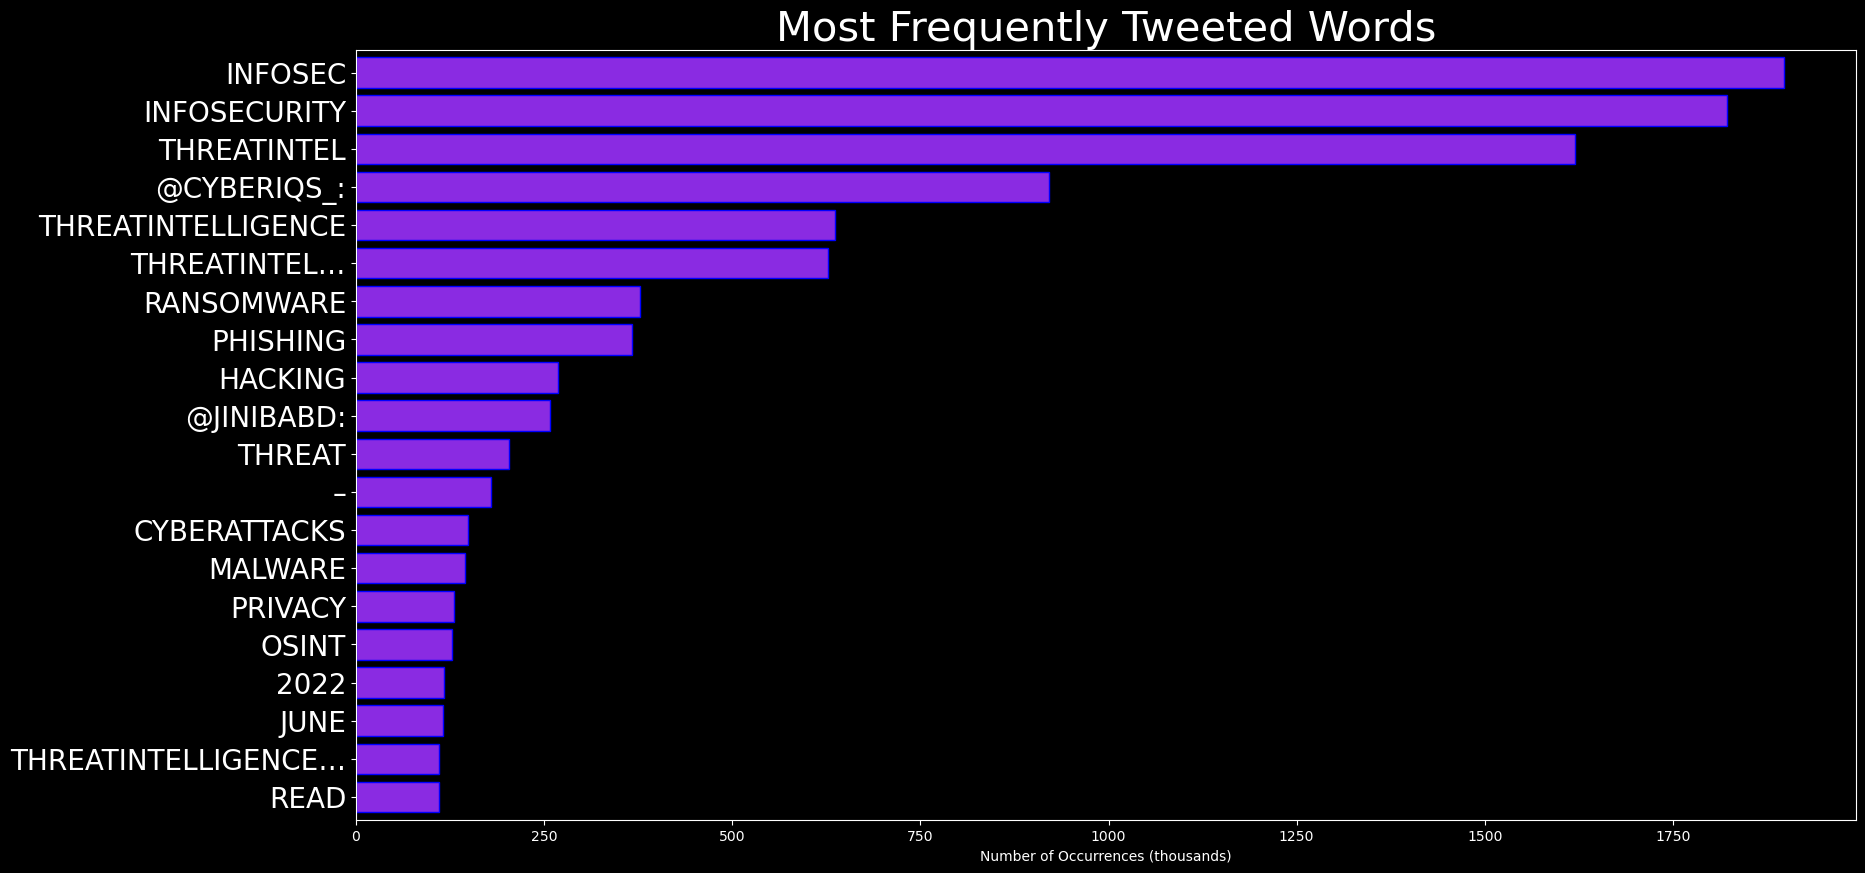 Most Frequently Tweeted Words
INFOSEC
INFOSECURITY
THREATINTEL
@CYBERIQS_:
THREATINTELLIGENCE
THREATINTEL…
RANSOMWARE
PHISHING
HACKING
@JINIBABD:
THREAT
–
CYBERATTACKS
MALWARE
PRIVACY
OSINT
2022
JUNE
THREATINTELLIGENCE…
READ
0 250 500 750 1000 1250 1500 1750
Number of Occurrences (thousands)